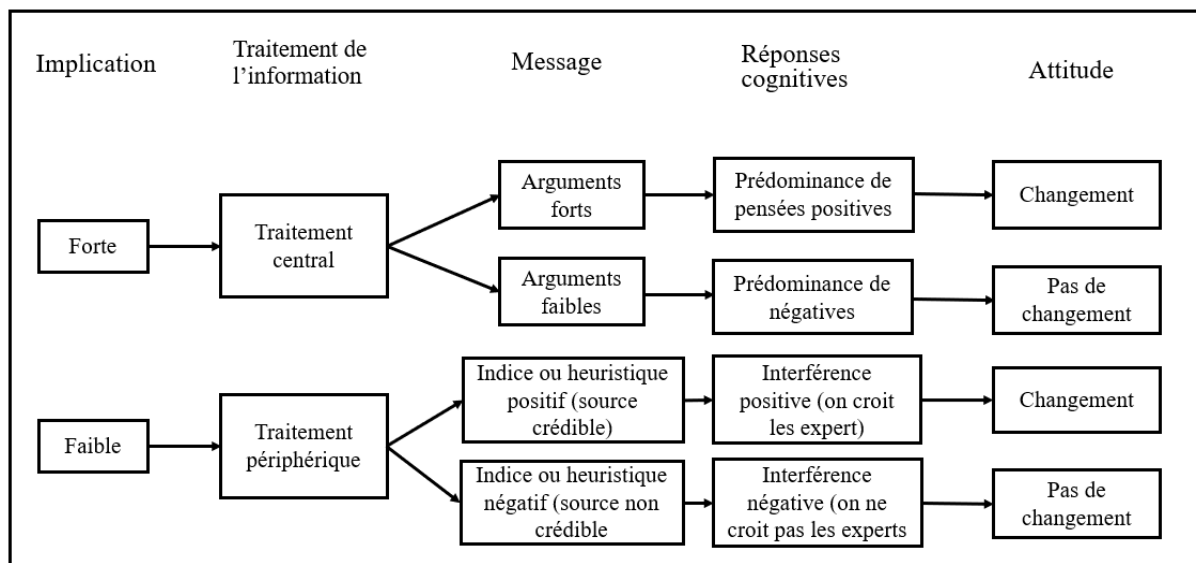 Implication
Traitement de
l’information
Message
Réponses
cognitives
Attitude
Forte
Traitement
central
Arguments
forts
Prédominance de
pensées positives
Changement
Arguments
faibles
Prédominance de
négatives
Pas de
changement
Faible
Traitement
périphérique
Indice ou heuristique
positif (source
crédible)
Interférence
positive (on croit
les expert)
Changement
Indice ou heuristique
négatif (source non
crédible
Interférence
négative (on ne
croit pas les experts
Pas de
changement